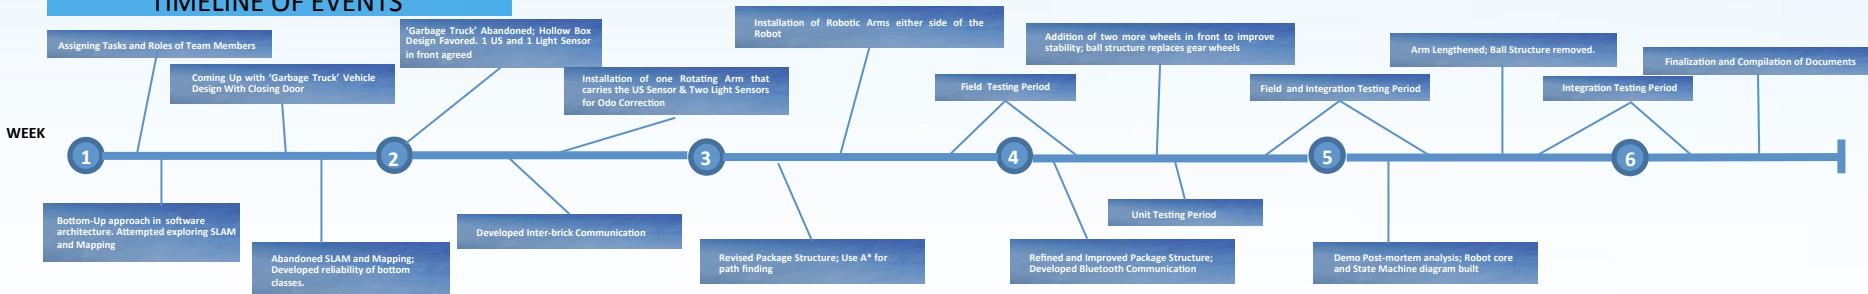 TIMELINE OF EVENTS
Assigning Tasks and Roles of Team Members
Coming Up with ‘Garbage Truck’ Vehicle
Design With Closing Door
‘Garbage Truck’ Abandoned; Hollow Box
Design Favored. 1 US and 1 Light Sensor
in front agreed
Installation of one Rotating Arm that
carries the US Sensor & Two Light Sensors
for Odo Correction
Installation of Robotic Arms either side of the
Robot
Field Testing Period
Addition of two more wheels in front to improve
stability; ball structure replaces gear wheels
Field and Integration Testing Period
Arm Lengthened; Ball Structure removed.
Integration Testing Period
Finalization and Compilation of Documents
WEEK
1
2
3
4
5
6
Bottom-Up approach in software
architecture. Attempted exploring SLAM
and Mapping
Abandoned SLAM and Mapping;
Developed reliability of bottom
classes.
Developed Inter-brick Communication
Revised Package Structure; Use A* for
path finding
Refined and Improved Package Structure;
Developed Bluetooth Communication
Unit Testing Period
Demo Post-mortem analysis; Robot core
and State Machine diagram built